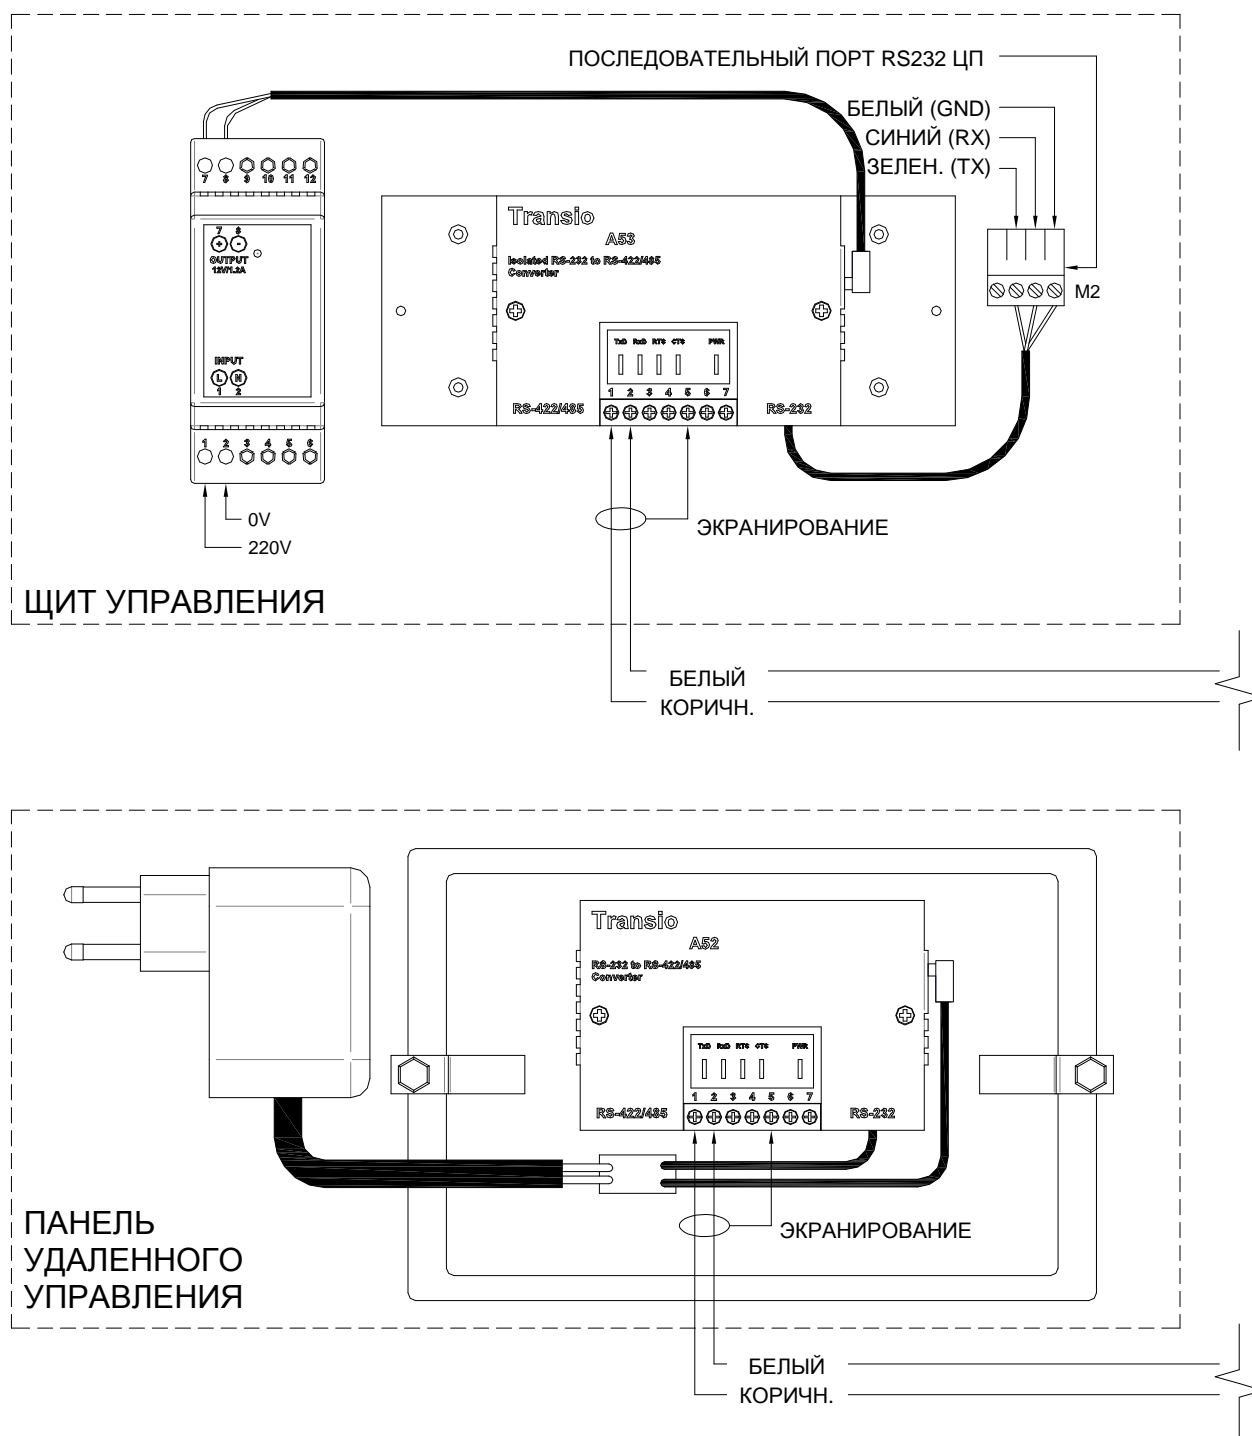 ПОСЛЕДОВАТЕЛЬНЫЙ ПОРТ RS232 ЦП
БЕЛЫЙ (GND)
СИНИЙ (RX)
ЗЕЛЕН. (TX)
M2
7 8 9 10 11 12
7 8
+ -
OUTPUT
12V/1.2A
INPUT
L N
1 2
1 2 3 4 5 6
0V
220V
Transio
A53
Isolated RS-232 to RS-422/485
Converter
TxD RxD RTS CTS PWR
1 2 3 4 5 6 7
RS-422/485
RS-232
ЭКРАНИРОВАНИЕ
ЩИТ УПРАВЛЕНИЯ
БЕЛЫЙ
КОРИЧН.
Transio
A52
RS-232 to RS-422/485
Converter
TxD RxD RTS CTS PWR
1 2 3 4 5 6 7
RS-422/485
RS-232
ЭКРАНИРОВАНИЕ
ПАНЕЛЬ
УДАЛЕННОГО
УПРАВЛЕНИЯ
БЕЛЫЙ
КОРИЧН.